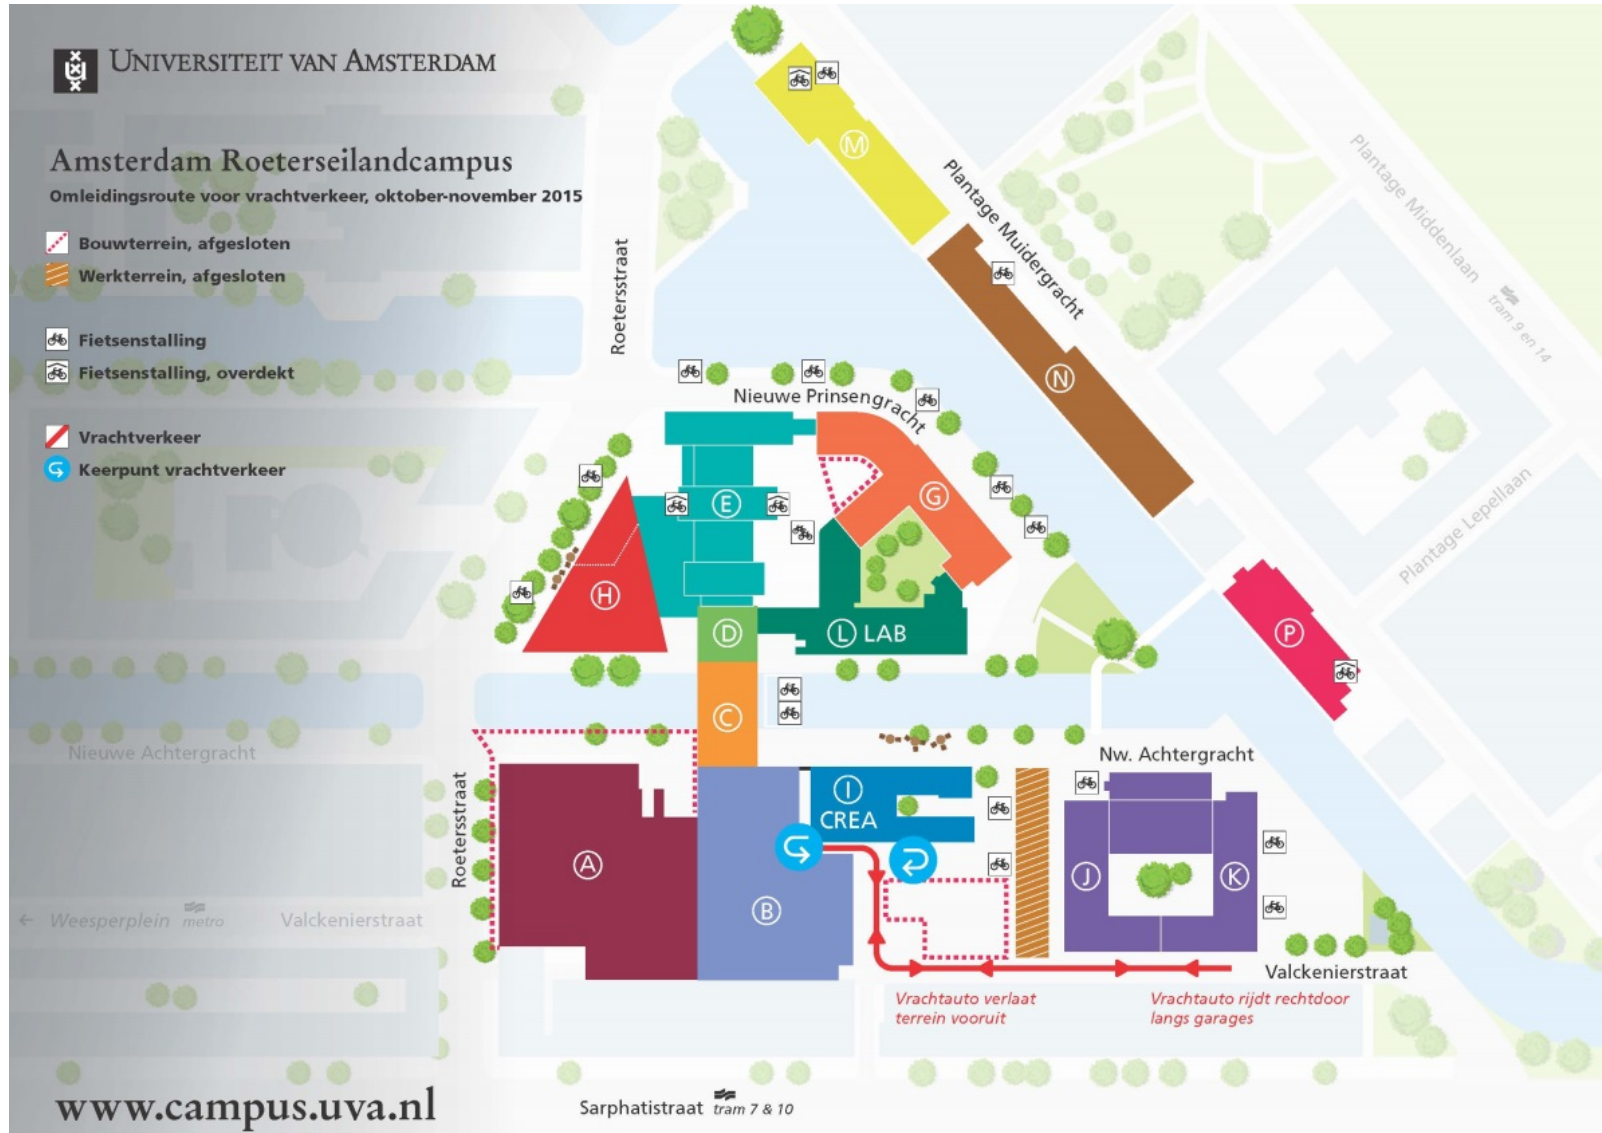 UNIVERSITEIT VAN AMSTERDAM
Amsterdam Roeterseilandcampus
Omleidingsroute voor vrachtverkeer, oktober-november 2015
Bouwterrein, afgesloten
Werkterrein, afgesloten
Fietsenstalling
Fietsenstalling, overdekt
Vrachtverkeer
Keerpunt vrachtverkeer
M
Plantage Muidergracht
Plantage Middenlaan
tram 9 en 14
Roetersstraat
N
Nieuwe Prinsengracht
G
E
Plantage Lepellaan
H
D
L LAB
P
C
Nieuwe Achtergracht
Nw. Achtergracht
Roetersstraat
I
CREA
A
J
K
B
← Weesperplein metro
Valckenierstraat
Valckenierstraat
Vrachtauto verlaat
terrein vooruit
Vrachtauto rijdt rechtdoor
langs garages
www.campus.uva.nl
Sarphatistraat tram 7 & 10